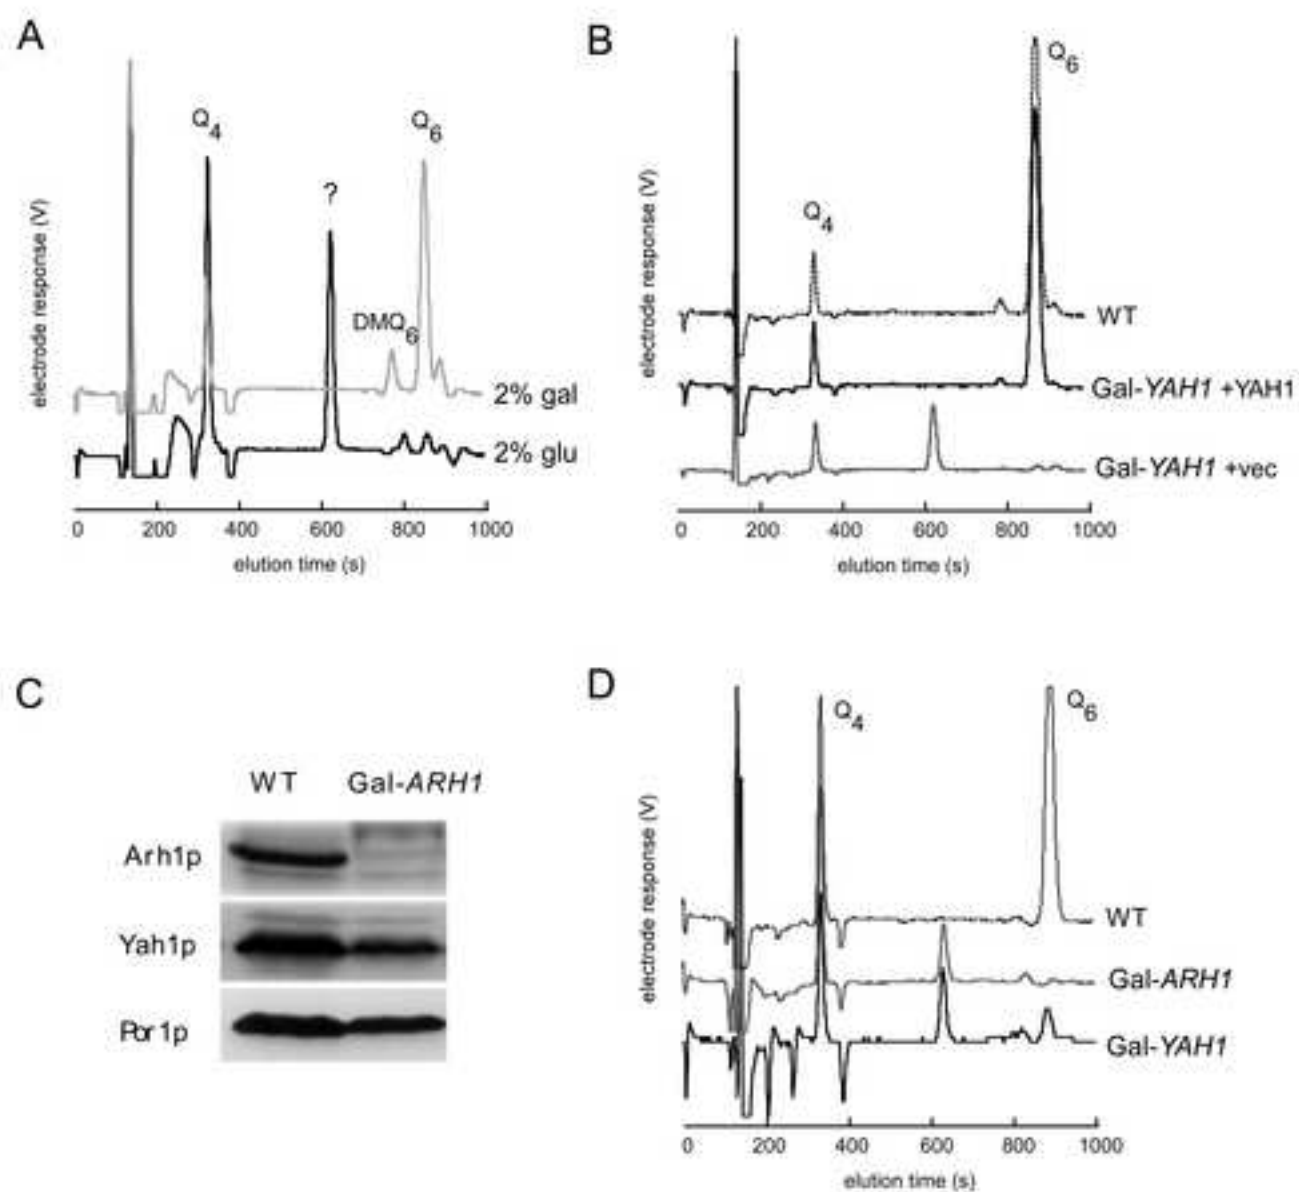 A
electrode response (V)
Q4
?
DMQ6
Q6
2% gal
2% glu
0 200 400 600 800 1000
elution time (s)
B
electrode response (V)
Q4
Q6
WT
Gal-YAH1 +YAH1
Gal-YAH1 +vec
0 200 400 600 800 1000
elution time (s)
C
WT Gal-ARH1
Arh1p
Yah1p
Por1p
D
electrode response (V)
Q4
Q6
WT
Gal-ARH1
Gal-YAH1
0 200 400 600 800 1000
elution time (s)